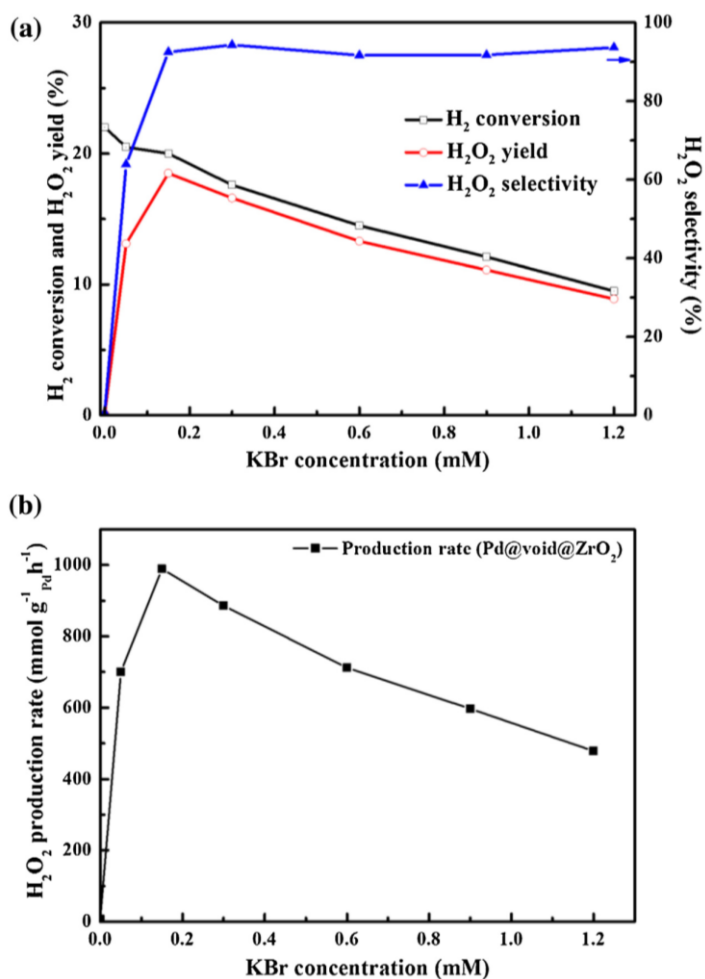 (a)
30
20
10
0
H₂ conversion and H₂O₂ yield (%)
100
80
60
40
20
0
H₂O₂ selectivity (%)
H₂ conversion
H₂O₂ yield
H₂O₂ selectivity
0.0 0.2 0.4 0.6 0.8 1.0 1.2
KBr concentration (mM)
(b)
1000
800
600
400
200
0
H₂O₂ production rate (mmol g⁻¹Pd h⁻¹)
Production rate (Pd@void@ZrO₂)
0.0 0.2 0.4 0.6 0.8 1.0 1.2
KBr concentration (mM)